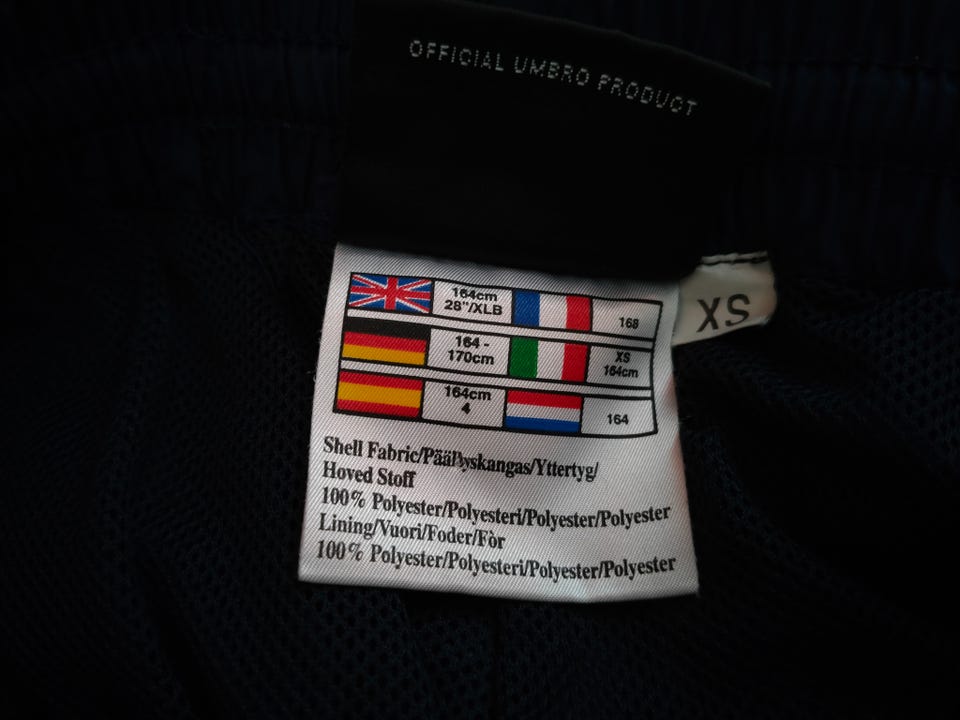 OFFICIAL UMBRO PRODUCT
XS
164cm
28"/XLB
168
164 -
170cm
XS
164cm
164cm
4
164
Shell Fabric/Päällyskangas/Yttertyg/
Hoved Stoff
100% Polyester/Polyesteri/Polyester/Polyester
Lining/Vuori/Foder/Fòr
100% Polyester/Polyesteri/Polyester/Polyester